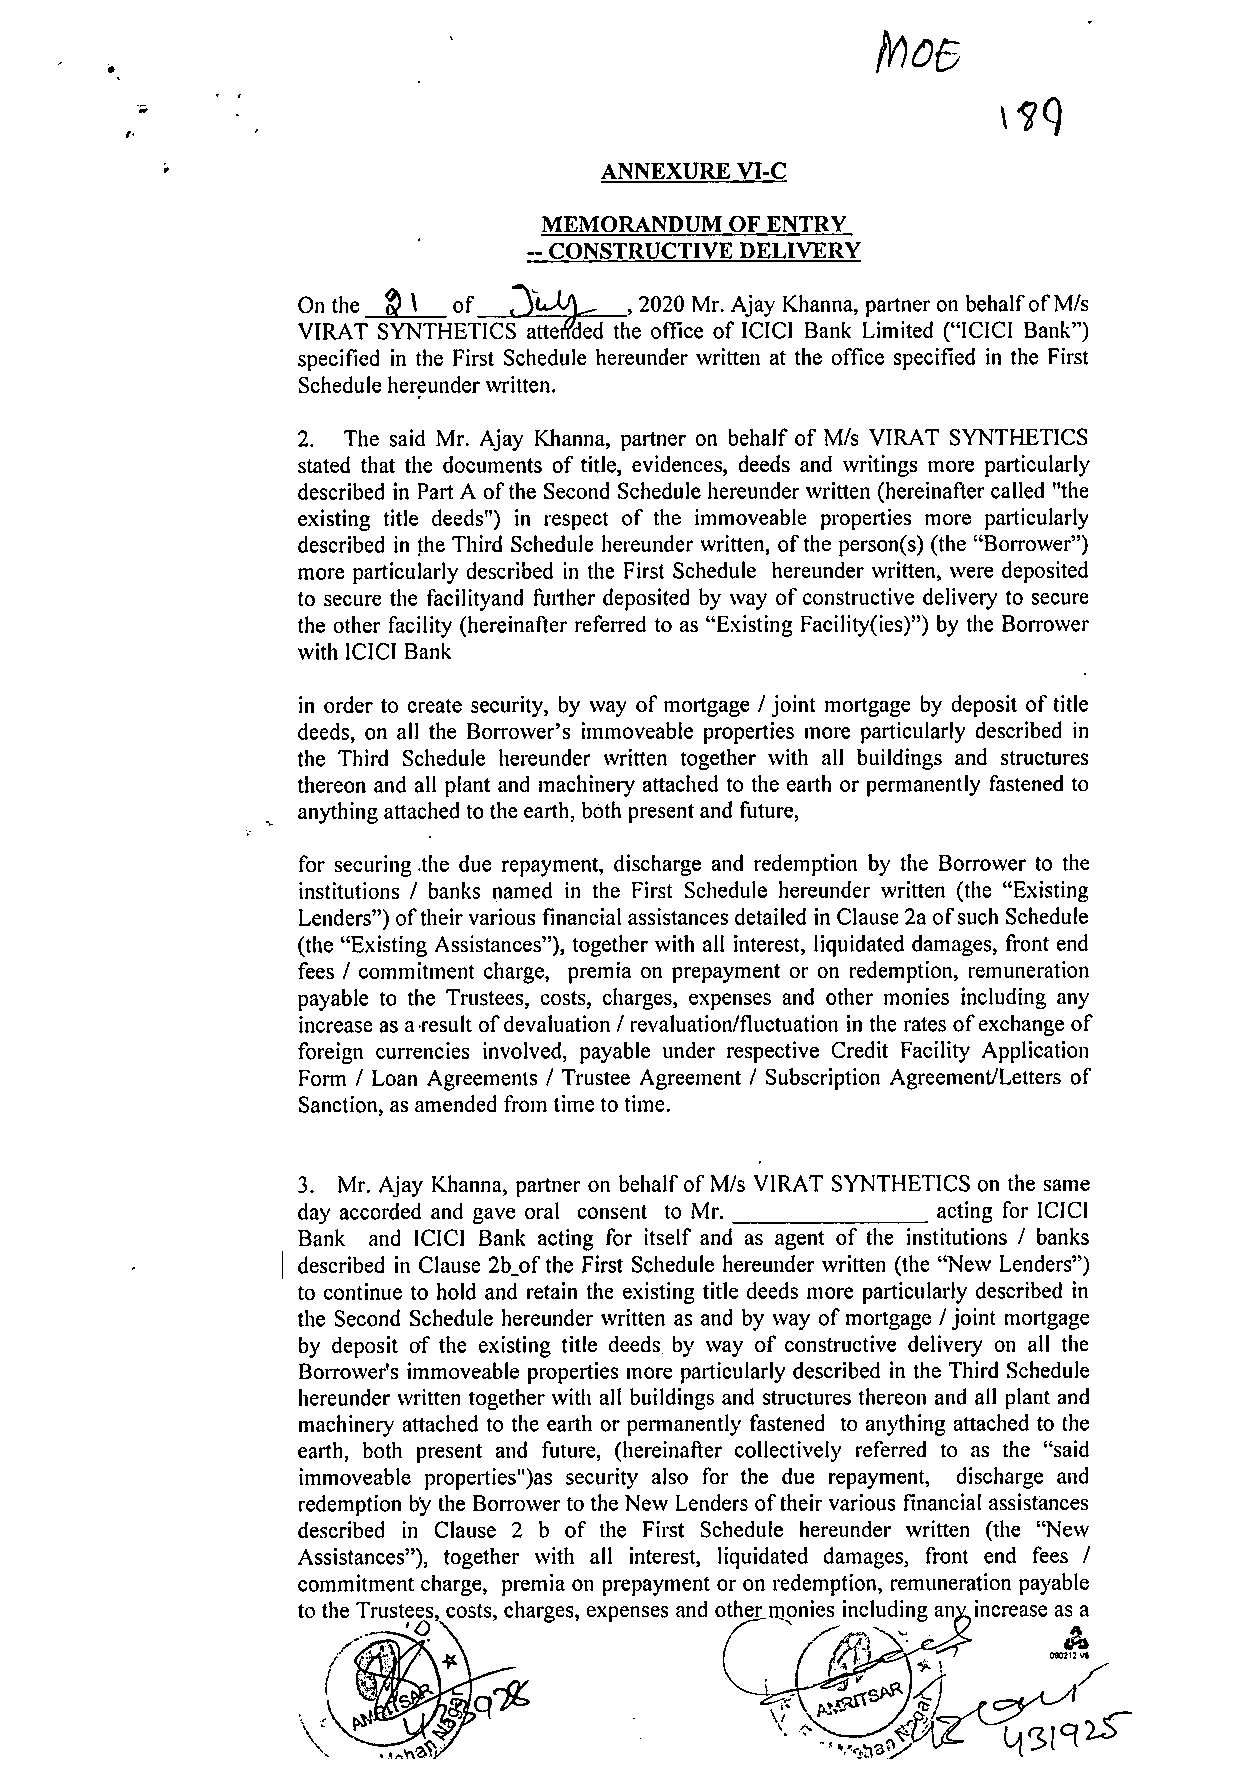 MOE
189
ANNEXURE VI-C
MEMORANDUM OF ENTRY
-- CONSTRUCTIVE DELIVERY
On the 21 of July, 2020 Mr. Ajay Khanna, partner on behalf of M/s
VIRAT SYNTHETICS attended the office of ICICI Bank Limited (“ICICI Bank”)
specified in the First Schedule hereunder written at the office specified in the First
Schedule hereunder written.
2. The said Mr. Ajay Khanna, partner on behalf of M/s VIRAT SYNTHETICS
stated that the documents of title, evidences, deeds and writings more particularly
described in Part A of the Second Schedule hereunder written (hereinafter called "the
existing title deeds") in respect of the immoveable properties more particularly
described in the Third Schedule hereunder written, of the person(s) (the “Borrower”)
more particularly described in the First Schedule hereunder written, were deposited
to secure the facilityand further deposited by way of constructive delivery to secure
the other facility (hereinafter referred to as “Existing Facility(ies)”) by the Borrower
with ICICI Bank
in order to create security, by way of mortgage / joint mortgage by deposit of title
deeds, on all the Borrower’s immoveable properties more particularly described in
the Third Schedule hereunder written together with all buildings and structures
thereon and all plant and machinery attached to the earth or permanently fastened to
anything attached to the earth, both present and future,
for securing the due repayment, discharge and redemption by the Borrower to the
institutions / banks named in the First Schedule hereunder written (the “Existing
Lenders”) of their various financial assistances detailed in Clause 2a of such Schedule
(the “Existing Assistances”), together with all interest, liquidated damages, front end
fees / commitment charge, premia on prepayment or on redemption, remuneration
payable to the Trustees, costs, charges, expenses and other monies including any
increase as a result of devaluation / revaluation/fluctuation in the rates of exchange of
foreign currencies involved, payable under respective Credit Facility Application
Form / Loan Agreements / Trustee Agreement / Subscription Agreement/Letters of
Sanction, as amended from time to time.
3. Mr. Ajay Khanna, partner on behalf of M/s VIRAT SYNTHETICS on the same
day accorded and gave oral consent to Mr. ________________ acting for ICICI
Bank and ICICI Bank acting for itself and as agent of the institutions / banks
described in Clause 2b_of the First Schedule hereunder written (the “New Lenders”)
to continue to hold and retain the existing title deeds more particularly described in
the Second Schedule hereunder written as and by way of mortgage / joint mortgage
by deposit of the existing title deeds by way of constructive delivery on all the
Borrower's immoveable properties more particularly described in the Third Schedule
hereunder written together with all buildings and structures thereon and all plant and
machinery attached to the earth or permanently fastened to anything attached to the
earth, both present and future, (hereinafter collectively referred to as the “said
immoveable properties")as security also for the due repayment, discharge and
redemption by the Borrower to the New Lenders of their various financial assistances
described in Clause 2 b of the First Schedule hereunder written (the “New
Assistances”), together with all interest, liquidated damages, front end fees /
commitment charge, premia on prepayment or on redemption, remuneration payable
to the Trustees, costs, charges, expenses and other monies including any increase as a
AMRITSAR
Mohan Nagar
AMRITSAR
Mohan Nagar
431925